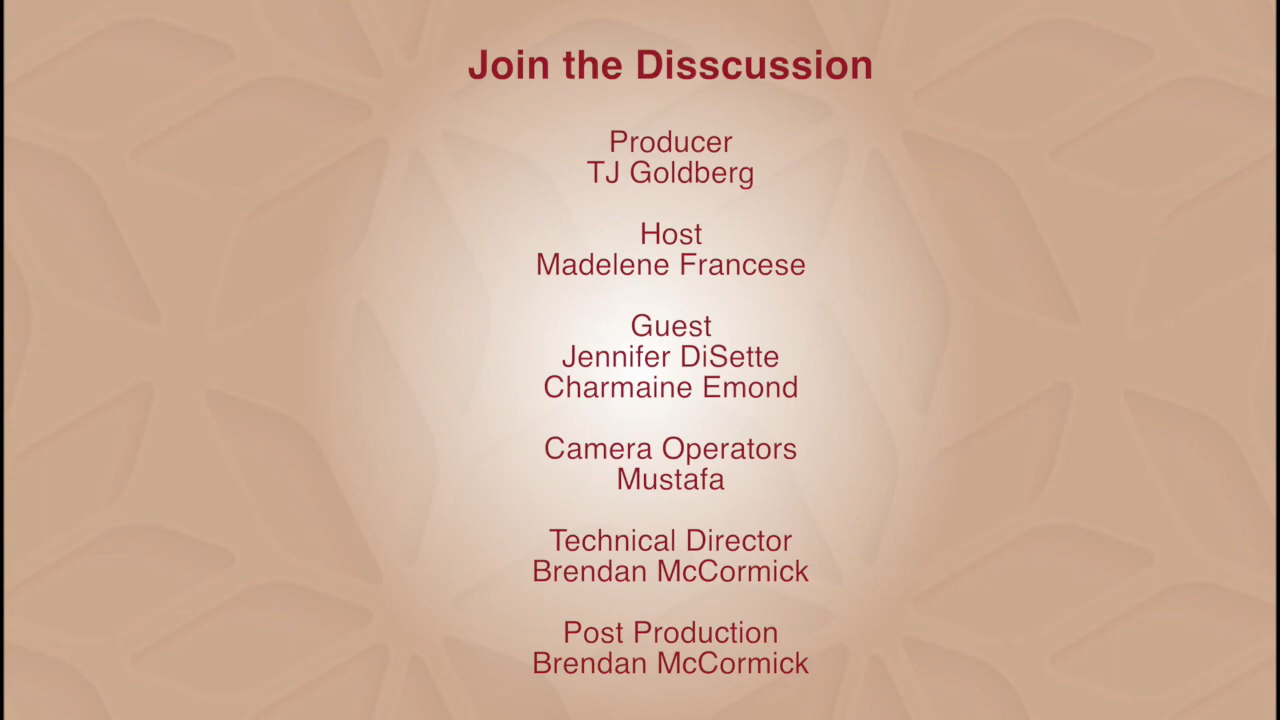 Join the Disscussion
Producer
TJ Goldberg
Host
Madelene Francese
Guest
Jennifer DiSette
Charmaine Emond
Camera Operators
Mustafa
Technical Director
Brendan McCormick
Post Production
Brendan McCormick